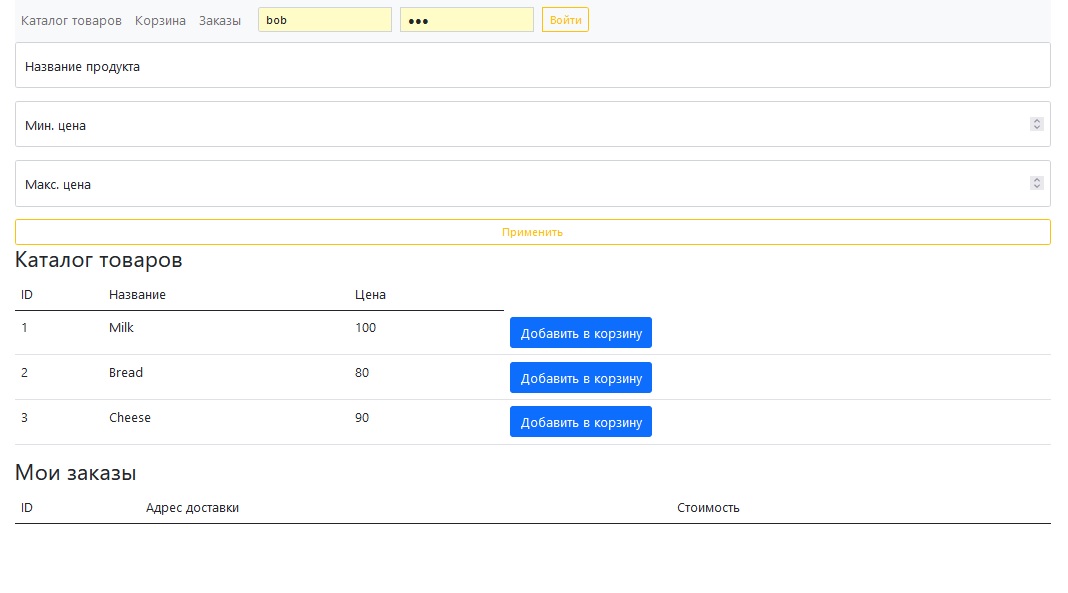 Каталог товаров Корзина Заказы bob ●●● Войти
Название продукта
Мин. цена
Макс. цена
Применить
Каталог товаров
ID Название Цена
1 Milk 100 Добавить в корзину
2 Bread 80 Добавить в корзину
3 Cheese 90 Добавить в корзину
Мои заказы
ID Адрес доставки Стоимость